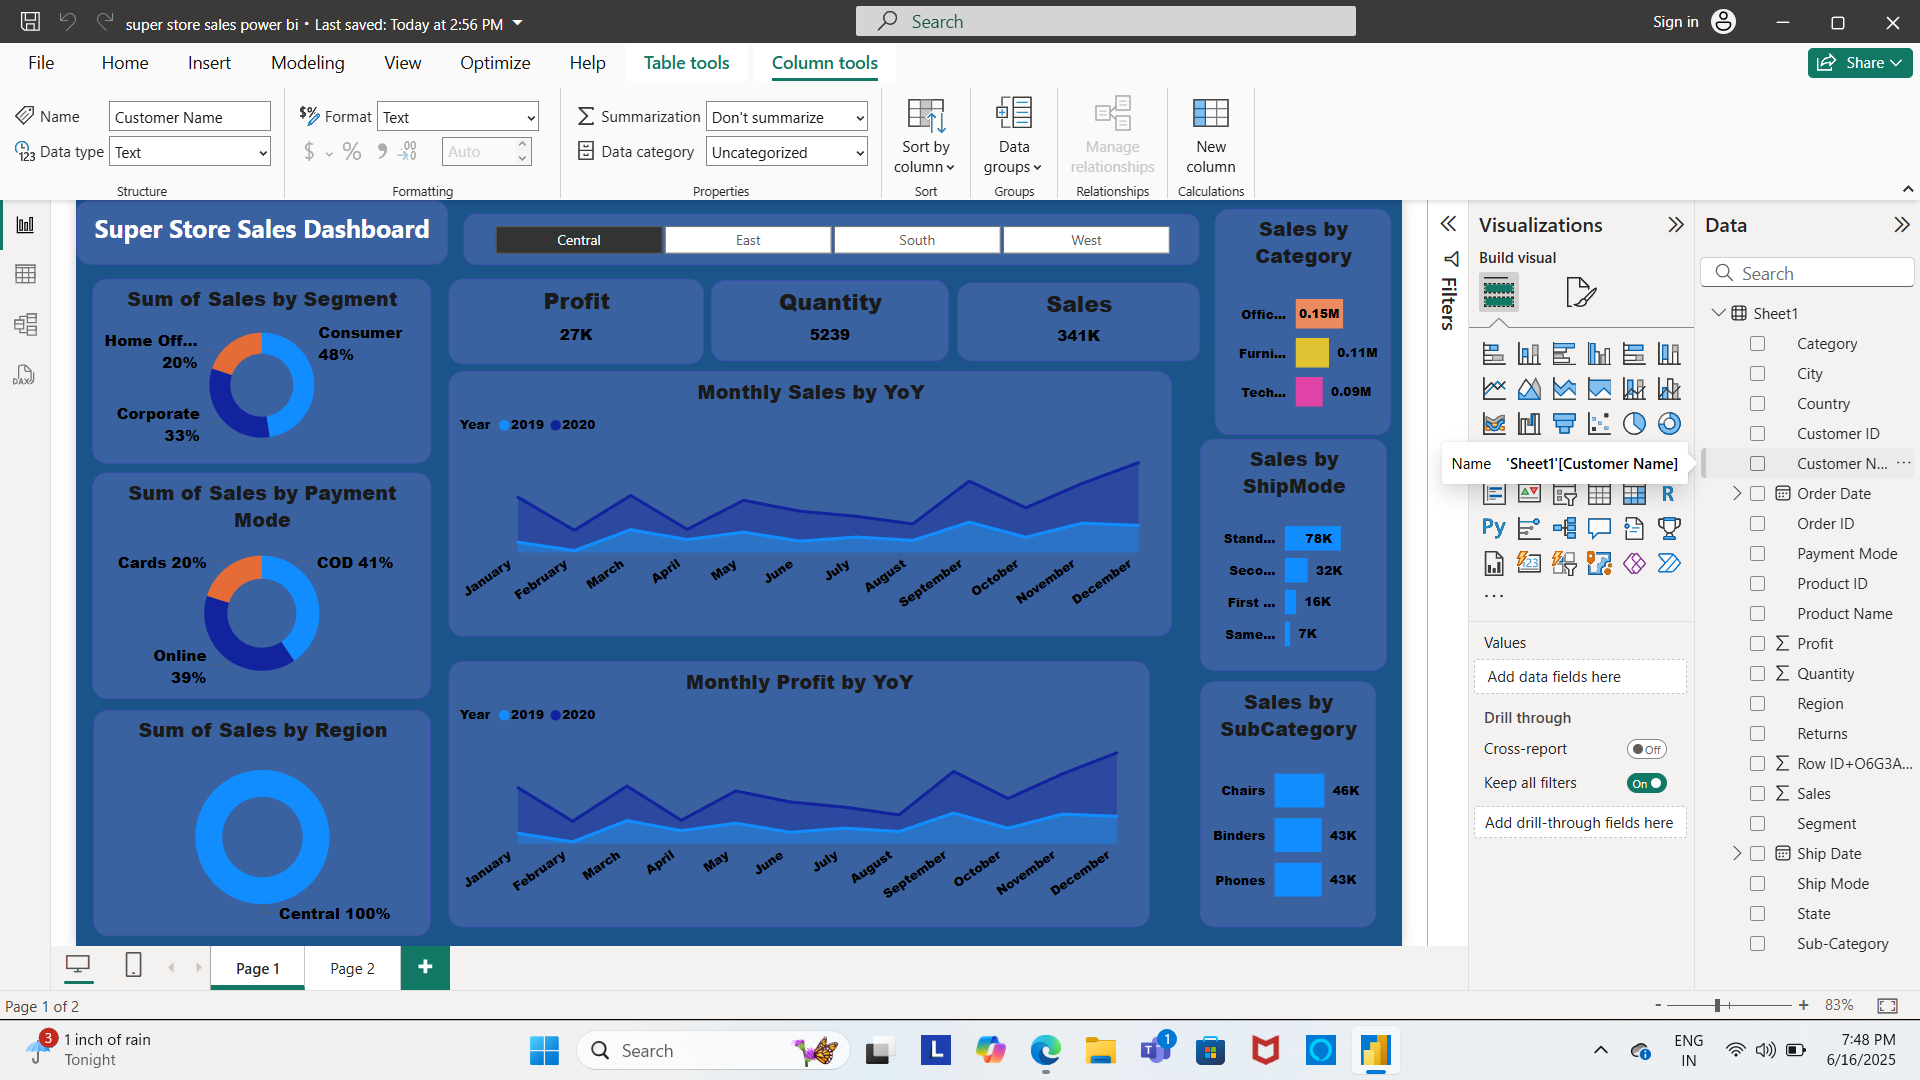 super store sales power bi • Last saved: Today at 2:56 PM
Search
Sign in
File
Home
Insert
Modeling
View
Optimize
Help
Table tools
Column tools
Share
Name
Customer Name
Data type
Text
Structure
Format
Text
$ % 9 .00
Auto
Formatting
Summarization
Don't summarize
Data category
Uncategorized
Properties
Sort by
column
Sort
Data
groups
Groups
Manage
relationships
Relationships
New
column
Calculations
Super Store Sales Dashboard
Central
East
South
West
Sum of Sales by Segment
Home Off...
20%
Consumer
48%
Corporate
33%
Sum of Sales by Payment
Mode
Cards 20%
COD 41%
Online
39%
Sum of Sales by Region
Central 100%
Profit
27K
Quantity
5239
Sales
341K
Monthly Sales by YoY
Year 2019 2020
January
February
March
April
May
June
July
August
September
October
November
December
Monthly Profit by YoY
Year 2019 2020
January
February
March
April
May
June
July
August
September
October
November
December
Sales by
Category
Offic... 0.15M
Furni... 0.11M
Tech... 0.09M
Sales by
ShipMode
Stand... 78K
Seco... 32K
First ... 16K
Same... 7K
Sales by
SubCategory
Chairs 46K
Binders 43K
Phones 43K
Filters
Visualizations
Build visual
Name 'Sheet1'[Customer Name]
R
Py
123
...
Values
Add data fields here
Drill through
Cross-report
Off
Keep all filters
On
Add drill-through fields here
Data
Search
Sheet1
Category
City
Country
Customer ID
Customer N... ...
Order Date
Order ID
Payment Mode
Product ID
Product Name
Profit
Quantity
Region
Returns
Row ID+O6G3A...
Sales
Segment
Ship Date
Ship Mode
State
Sub-Category
Page 1
Page 2
+
Page 1 of 2
- + 83%
3
1 inch of rain
Tonight
Search
L
1
ENG
IN
7:48 PM
6/16/2025